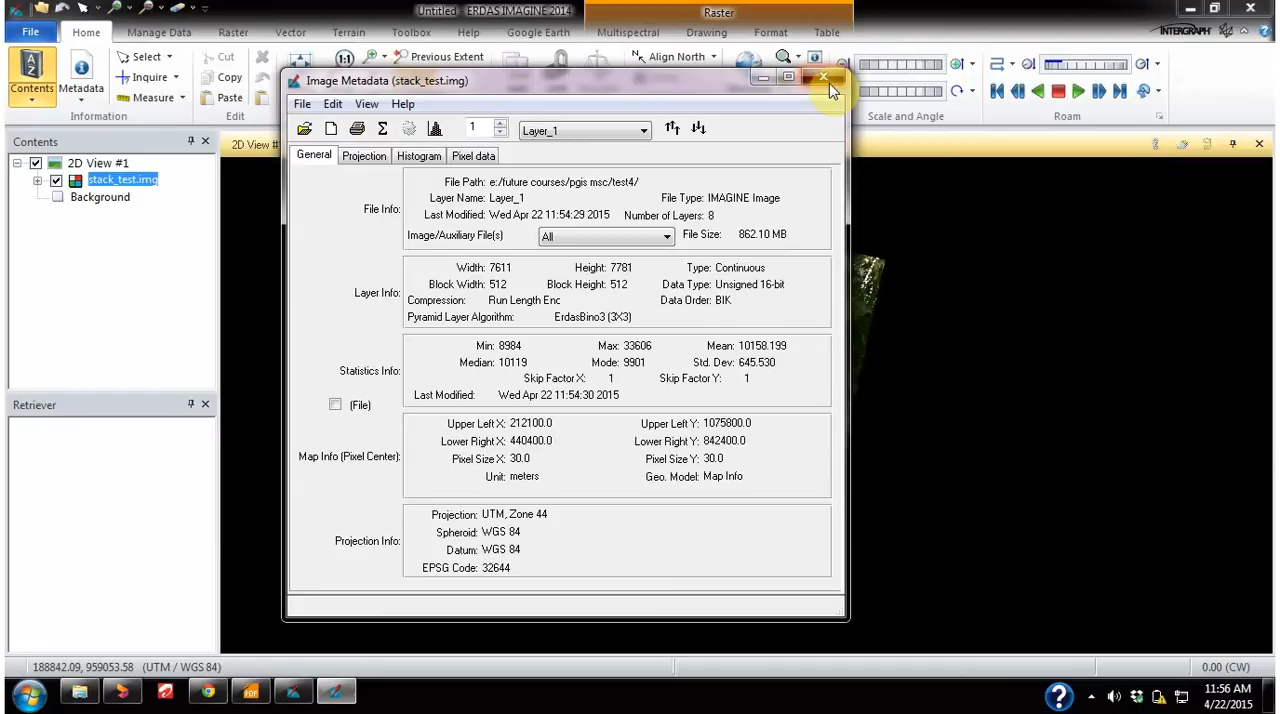 Untitled - ERDAS IMAGINE 2014
Raster
File
Home
Manage Data
Raster
Vector
Terrain
Toolbox
Help
Google Earth
Multispectral
Drawing
Format
Table
INTERGRAPH
Contents
Metadata
Select
Inquire
Measure
Information
Cut
Copy
Paste
Edit
Previous Extent
Align North
Scale and Angle
Roam
Contents
2D View #1
stack_test.img
Background
Retriever
2D View #
Image Metadata (stack_test.img)
File Edit View Help
1 Layer_1
General Projection Histogram Pixel data
File Info:
File Path: e:/future courses/pgis msc/test4/
Layer Name: Layer_1 File Type: IMAGINE Image
Last Modified: Wed Apr 22 11:54:29 2015 Number of Layers: 8
Image/Auxiliary File(s) All File Size: 862.10 MB
Layer Info:
Width: 7611 Height: 7781 Type: Continuous
Block Width: 512 Block Height: 512 Data Type: Unsigned 16-bit
Compression: Run Length Enc Data Order: BIK
Pyramid Layer Algorithm: ErdasBino3 (3X3)
Statistics Info:
Min: 8984 Max: 33606 Mean: 10158.199
Median: 10119 Mode: 9901 Std. Dev: 645.530
Skip Factor X: 1 Skip Factor Y: 1
Last Modified: Wed Apr 22 11:54:30 2015
(File)
Map Info (Pixel Center):
Upper Left X: 212100.0 Upper Left Y: 1075800.0
Lower Right X: 440400.0 Lower Right Y: 842400.0
Pixel Size X: 30.0 Pixel Size Y: 30.0
Unit: meters Geo. Model: Map Info
Projection Info:
Projection: UTM, Zone 44
Spheroid: WGS 84
Datum: WGS 84
EPSG Code: 32644
188842.09, 959053.58 (UTM / WGS 84)
0.00 (CW)
11:56 AM
4/22/2015